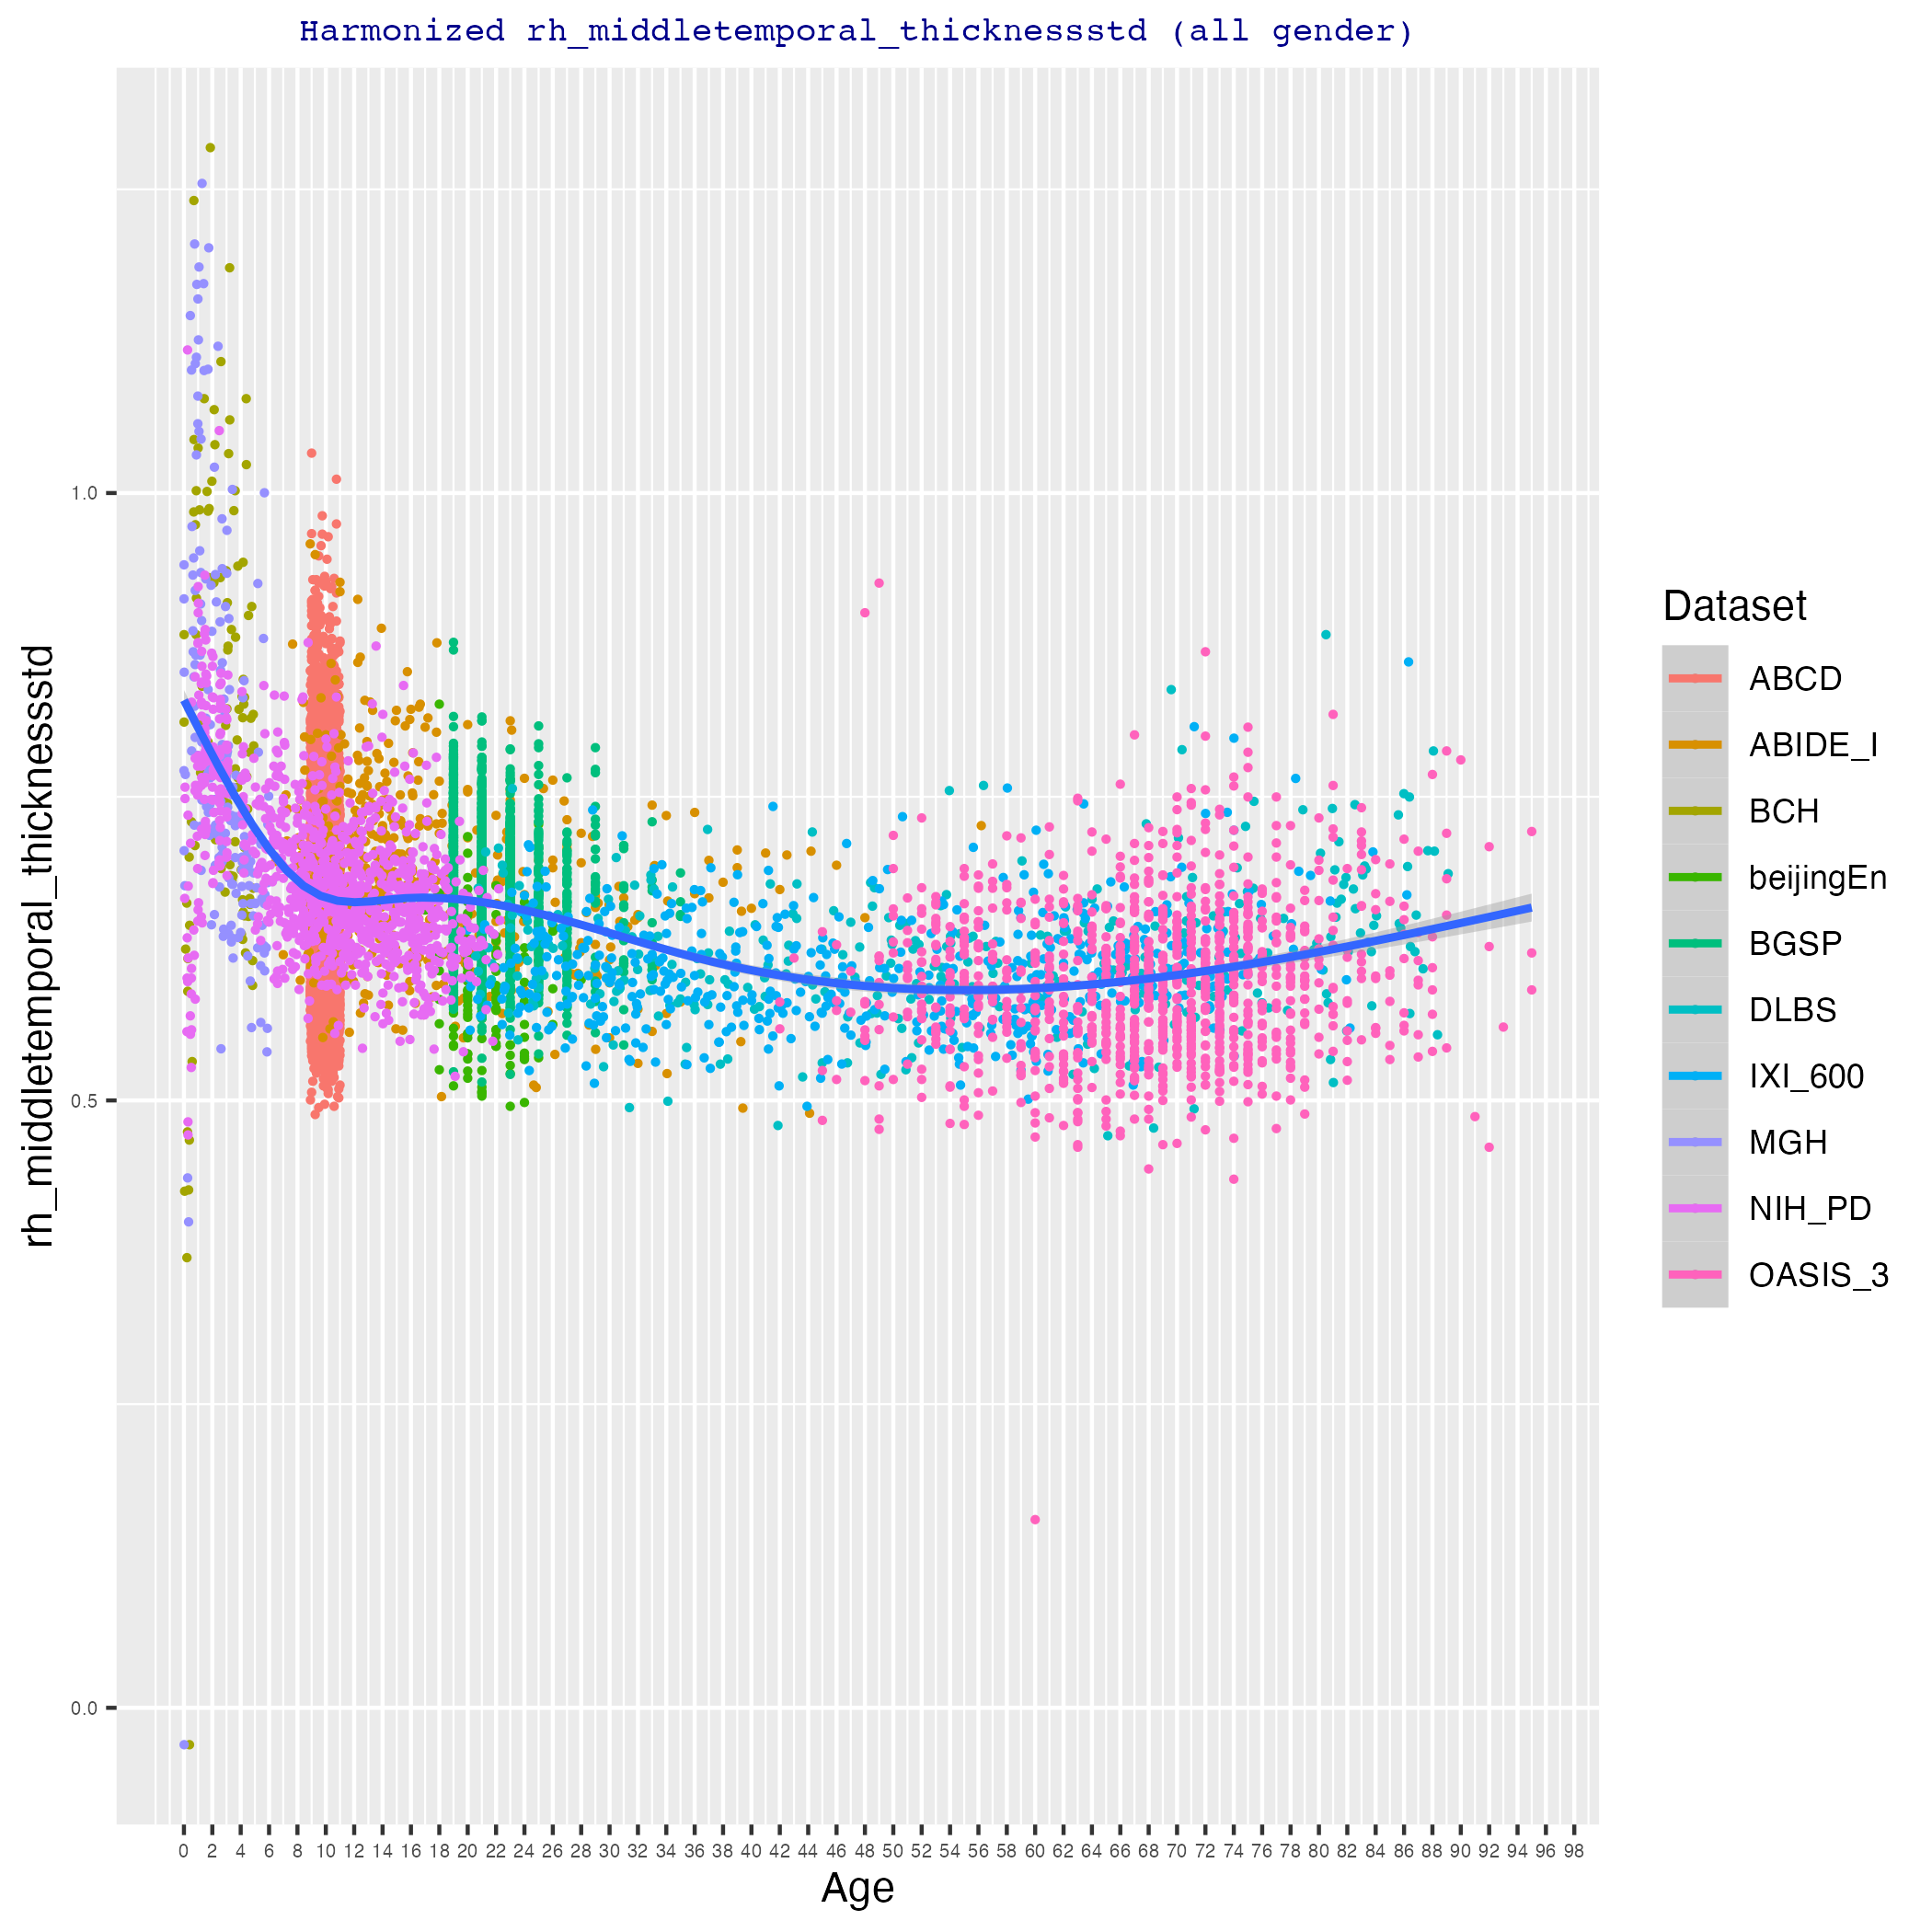 Harmonized rh_middletemporal_thicknessstd (all gender)
rh_middletemporal_thicknessstd
1.0
0.5
0.0
0 2 4 6 8 10 12 14 16 18 20 22 24 26 28 30 32 34 36 38 40 42 44 46 48 50 52 54 56 58 60 62 64 66 68 70 72 74 76 78 80 82 84 86 88 90 92 94 96 98
Age
Dataset
ABCD
ABIDE_I
BCH
beijingEn
BGSP
DLBS
IXI_600
MGH
NIH_PD
OASIS_3